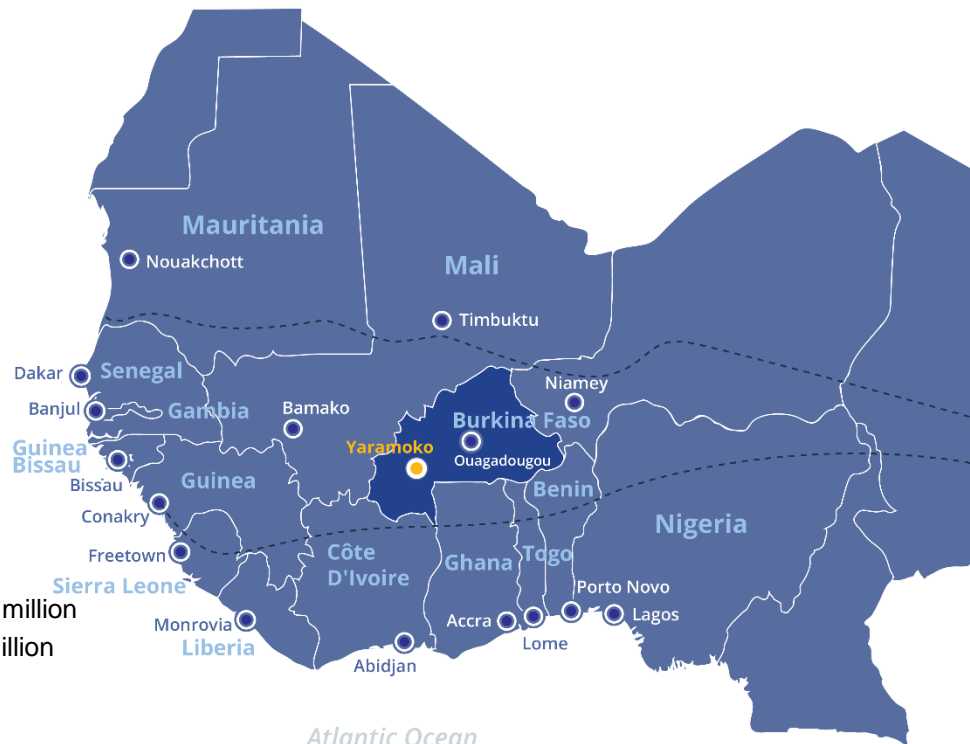 Mauritania
Nouakchott
Mali
Timbuktu
Dakar
Senegal
Niamey
Banjul
Gambia
Bamako
Burkina Faso
Yaramoko
Ouagadougou
Guinea
Bissau
Bissau
Guinea
Benin
Conakry
Nigeria
Freetown
Côte
D'Ivoire
Ghana
Togo
Sierra Leone
Porto Novo
million
illion
Monrovia
Accra
Lagos
Liberia
Lome
Abidjan
Atlantic Ocean